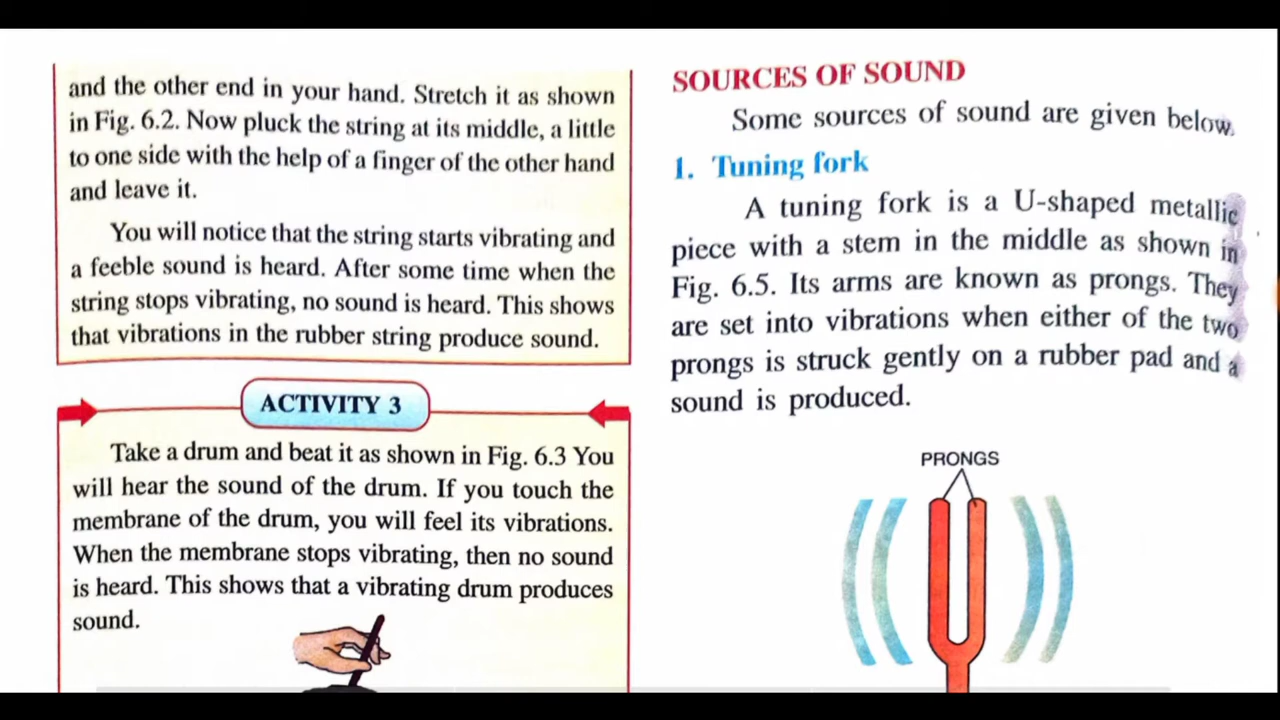 and the other end in your hand. Stretch it as shown
in Fig. 6.2. Now pluck the string at its middle, a little
to one side with the help of a finger of the other hand
and leave it.
You will notice that the string starts vibrating and
a feeble sound is heard. After some time when the
string stops vibrating, no sound is heard. This shows
that vibrations in the rubber string produce sound.
ACTIVITY 3
Take a drum and beat it as shown in Fig. 6.3 You
will hear the sound of the drum. If you touch the
membrane of the drum, you will feel its vibrations.
When the membrane stops vibrating, then no sound
is heard. This shows that a vibrating drum produces
sound.
SOURCES OF SOUND
Some sources of sound are given below.
1. Tuning fork
A tuning fork is a U-shaped metallic
piece with a stem in the middle as shown in
Fig. 6.5. Its arms are known as prongs. They
are set into vibrations when either of the two
prongs is struck gently on a rubber pad and a
sound is produced.
PRONGS